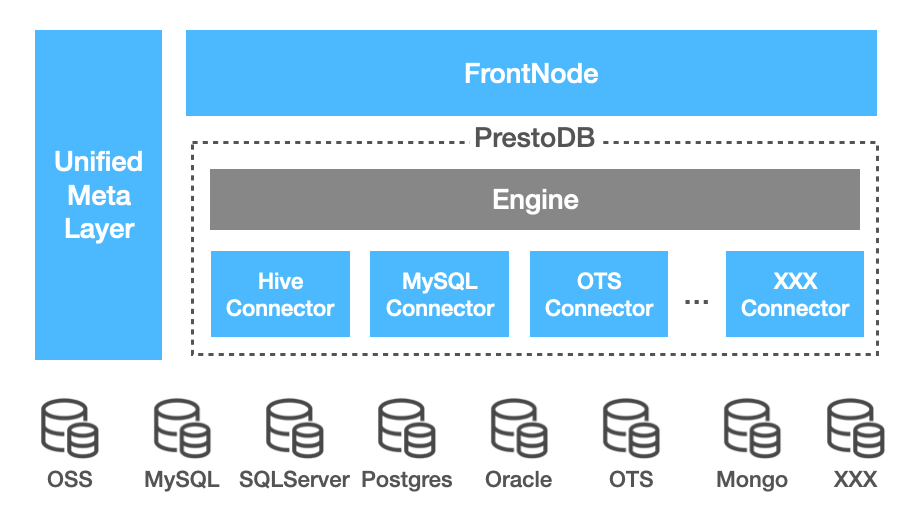 FrontNode
Unified
Meta
Layer
PrestoDB
Engine
Hive
Connector
MySQL
Connector
OTS
Connector
...
XXX
Connector
OSS
MySQL
SQLServer
Postgres
Oracle
OTS
Mongo
XXX